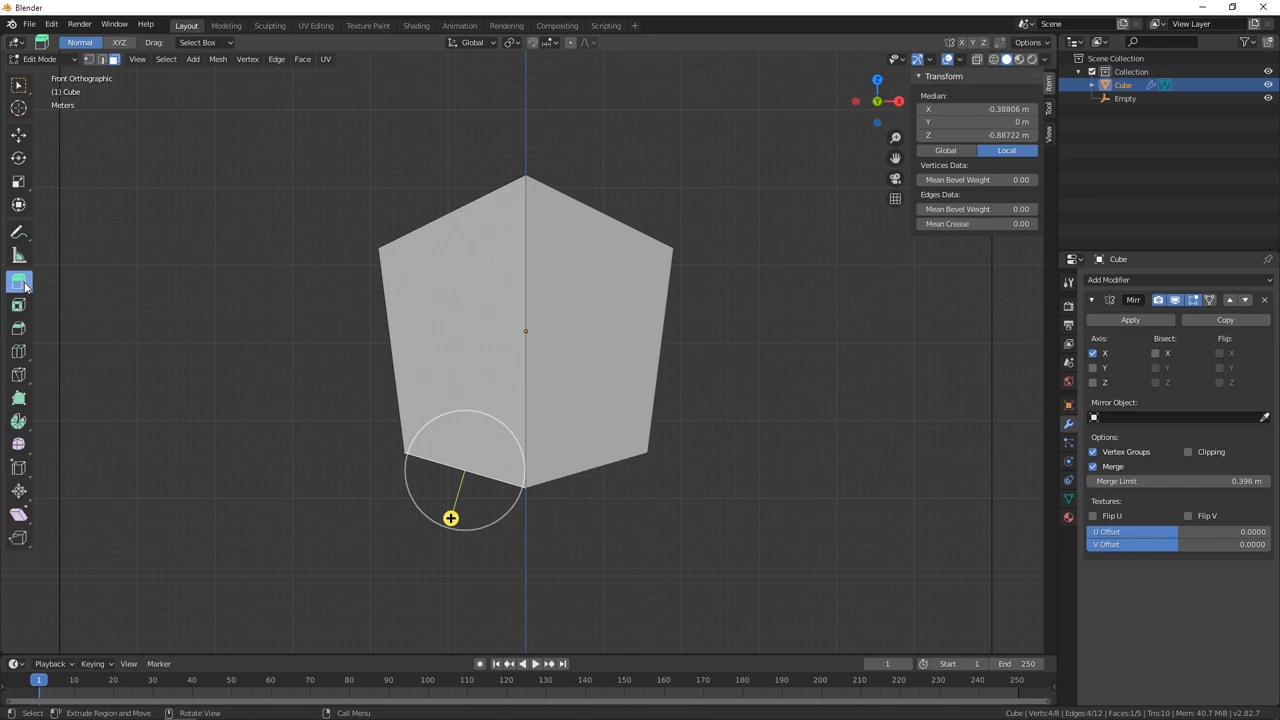 Blender
File Edit Render Window Help Layout Modeling Sculpting UV Editing Texture Paint Shading Animation Rendering Compositing Scripting + Scene View Layer
Normal XYZ Drag: Select Box Global X Y Z Options
Edit Mode View Select Add Mesh Vertex Edge Face UV
Front Orthographic
(1) Cube
Meters
Z
Y
X
Transform
Median:
X -0.38806 m
Y 0 m
Z -0.88722 m
Global Local
Vertices Data:
Mean Bevel Weight 0.00
Edges Data:
Mean Bevel Weight 0.00
Mean Crease 0.00
Item
Tool
View
Scene Collection
Collection
Cube
Empty
Cube
Add Modifier
Mirr
Apply Copy
Axis: Bisect: Flip:
X X X
Y Y Y
Z Z Z
Mirror Object:
Options:
Vertex Groups Clipping
Merge
Merge Limit 0.396 m
Textures:
Flip U Flip V
U Offset 0.0000
V Offset 0.0000
Playback Keying View Marker 1 Start 1 End 250
1 10 20 30 40 50 60 70 80 90 100 110 120 130 140 150 160 170 180 190 200 210 220 230 240 250
Select Extrude Region and Move Rotate View Call Menu Cube | Verts:4/8 | Edges:4/12 | Faces:1/5 | Tris:10 | Mem: 40.7 MiB | v2.82.7